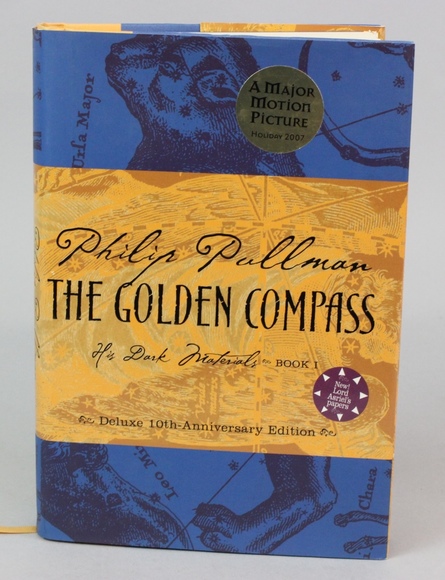 Urſa Major
A MAJOR
MOTION
PICTURE
HOLIDAY 2007
Philip Pullman
THE GOLDEN COMPASS
His Dark Materials BOOK I
New!
Lord
Asriel's
papers
Deluxe 10th-Anniversary Edition
Leo Mi
Chara